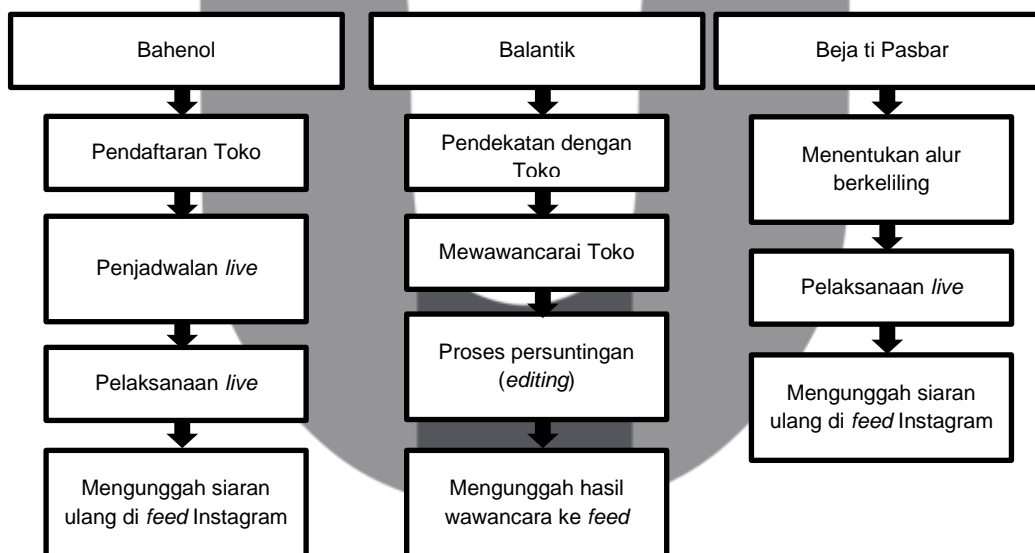 Bahenol
Pendaftaran Toko
Penjadwalan live
Pelaksanaan live
Mengunggah siaran
ulang di feed Instagram
Balantik
Pendekatan dengan
Toko
Mewawancarai Toko
Proses persuntingan
(editing)
Mengunggah hasil
wawancara ke feed
Beja ti Pasbar
Menentukan alur
berkeliling
Pelaksanaan live
Mengunggah siaran
ulang di feed Instagram